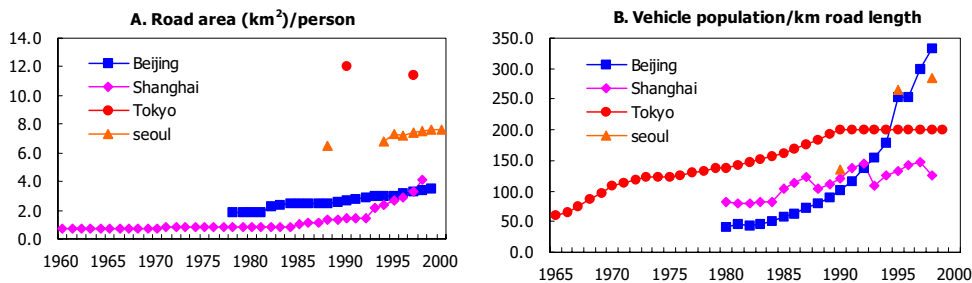 A. Road area (km²)/person
14.0
12.0
10.0
8.0
6.0
4.0
2.0
0.0
Beijing
Shanghai
Tokyo
seoul
1960 1965 1970 1975 1980 1985 1990 1995 2000
B. Vehicle population/km road length
350.0
300.0
250.0
200.0
150.0
100.0
50.0
0.0
Beijing
Shanghai
Tokyo
seoul
1965 1970 1975 1980 1985 1990 1995 2000